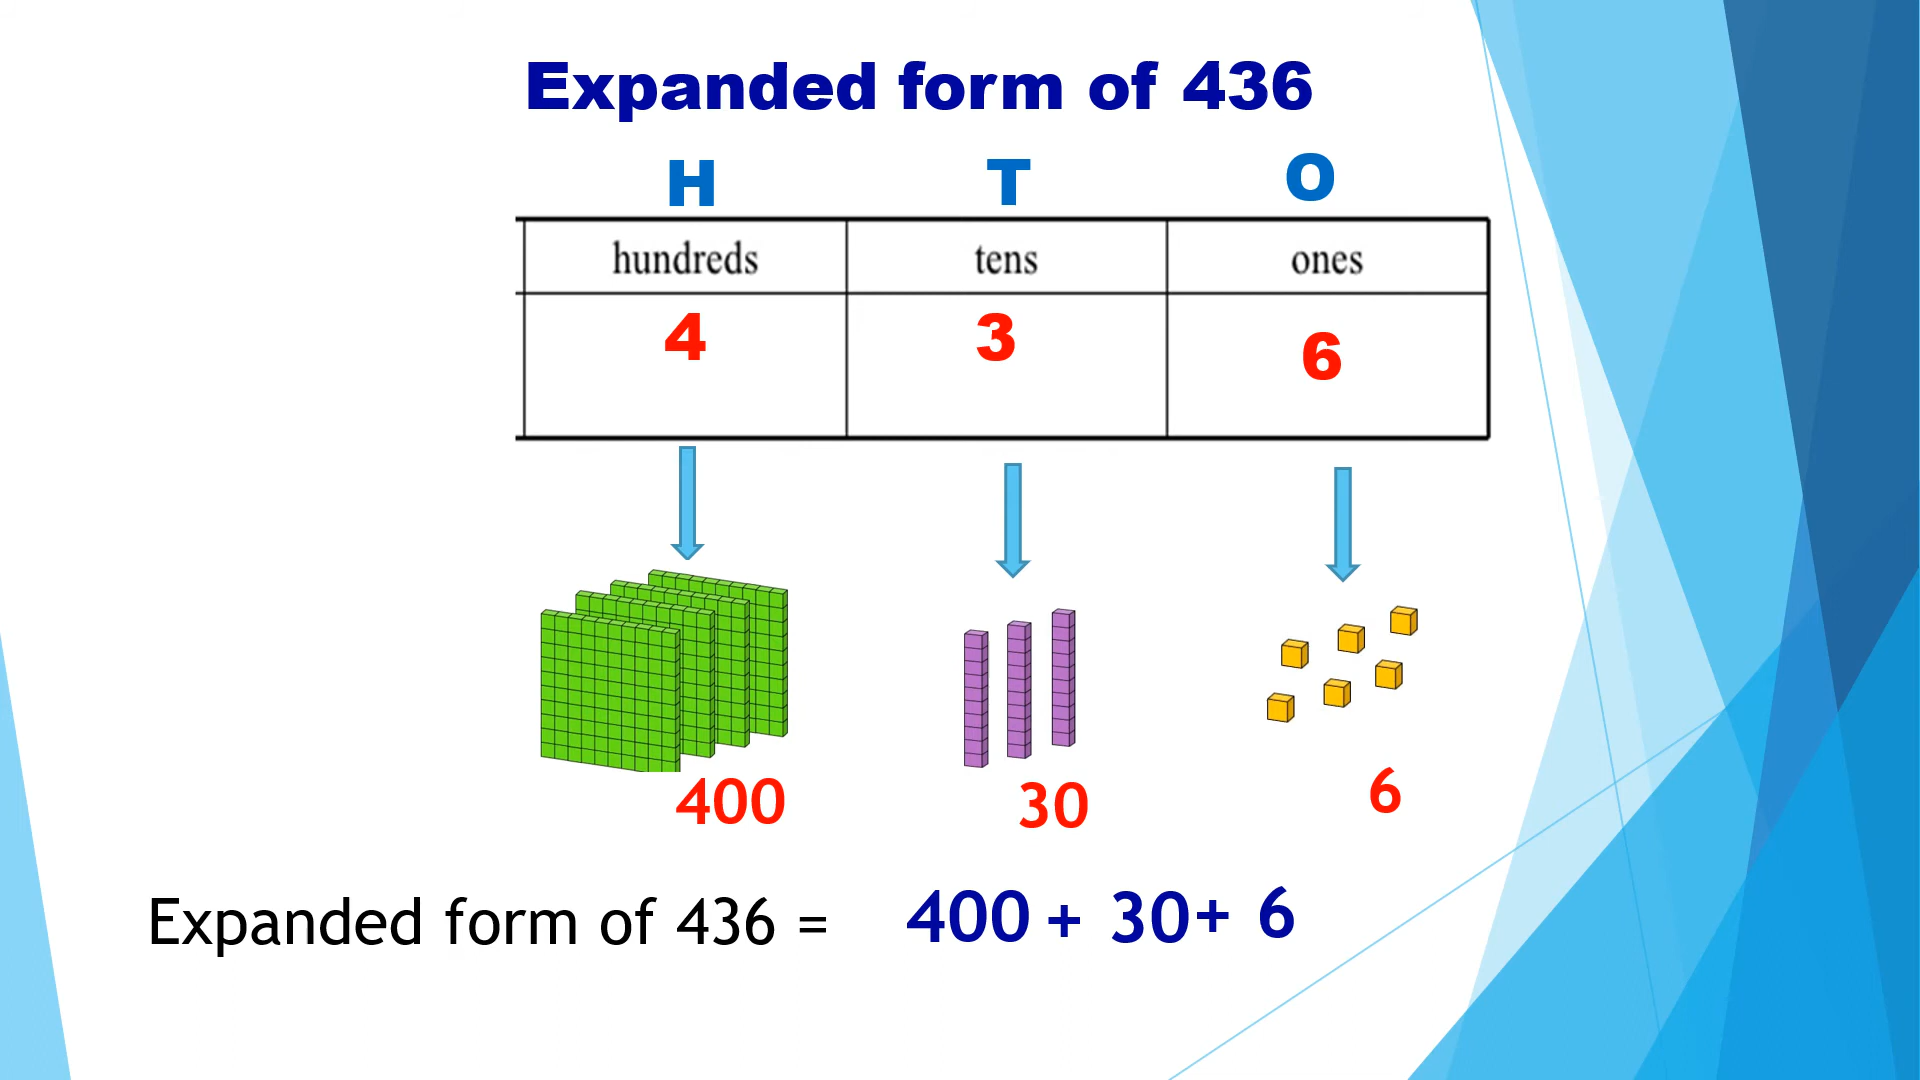 Expanded form of 436
H T O
hundreds tens ones
4 3 6
400 30 6
Expanded form of 436 = 400 + 30+ 6